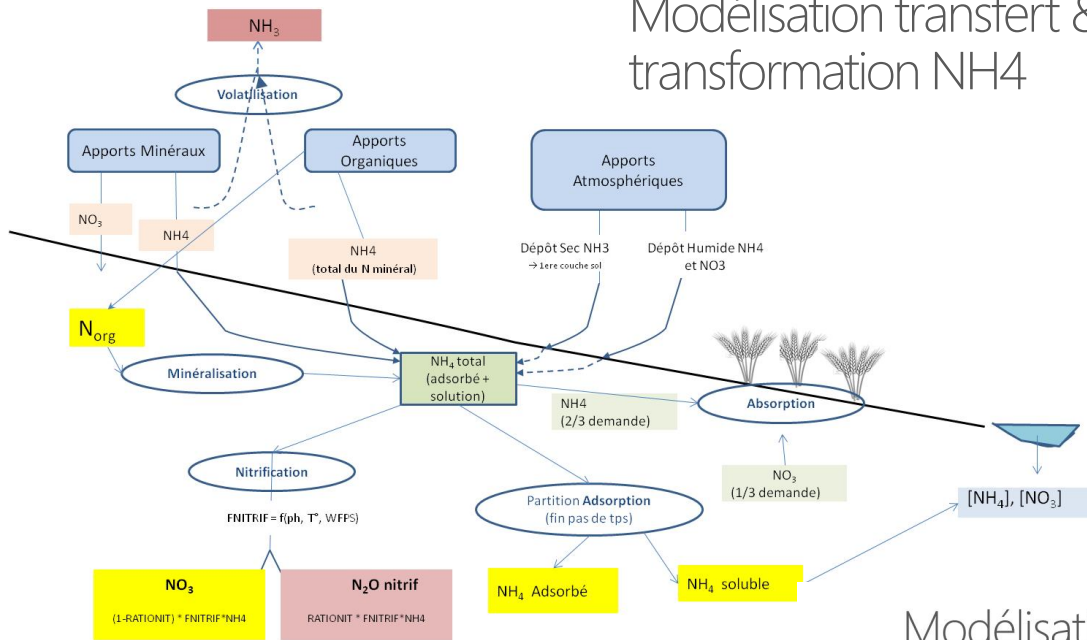 Modélisation transfert &
transformation NH4
NH₃
Volatilisation
Apports Minéraux
Apports
Organiques
Apports
Atmosphériques
NO₃
NH4
NH4
(total du N minéral)
Dépôt Sec NH3
→ 1ere couche sol
Dépôt Humide NH4
et NO3
N org
Minéralisation
NH₄ total
(adsorbé +
solution)
NH4
(2/3 demande)
Absorption
NO₃
(1/3 demande)
[NH₄], [NO₃]
Nitrification
FNITRIF = f(ph, T°, WFPS)
Partition Adsorption
(fin pas de tps)
NO₃
(1-RATIONIT) * FNITRIF*NH4
N₂O nitrif
RATIONIT * FNITRIF*NH4
NH₄ Adsorbé
NH₄ soluble
Modélisat